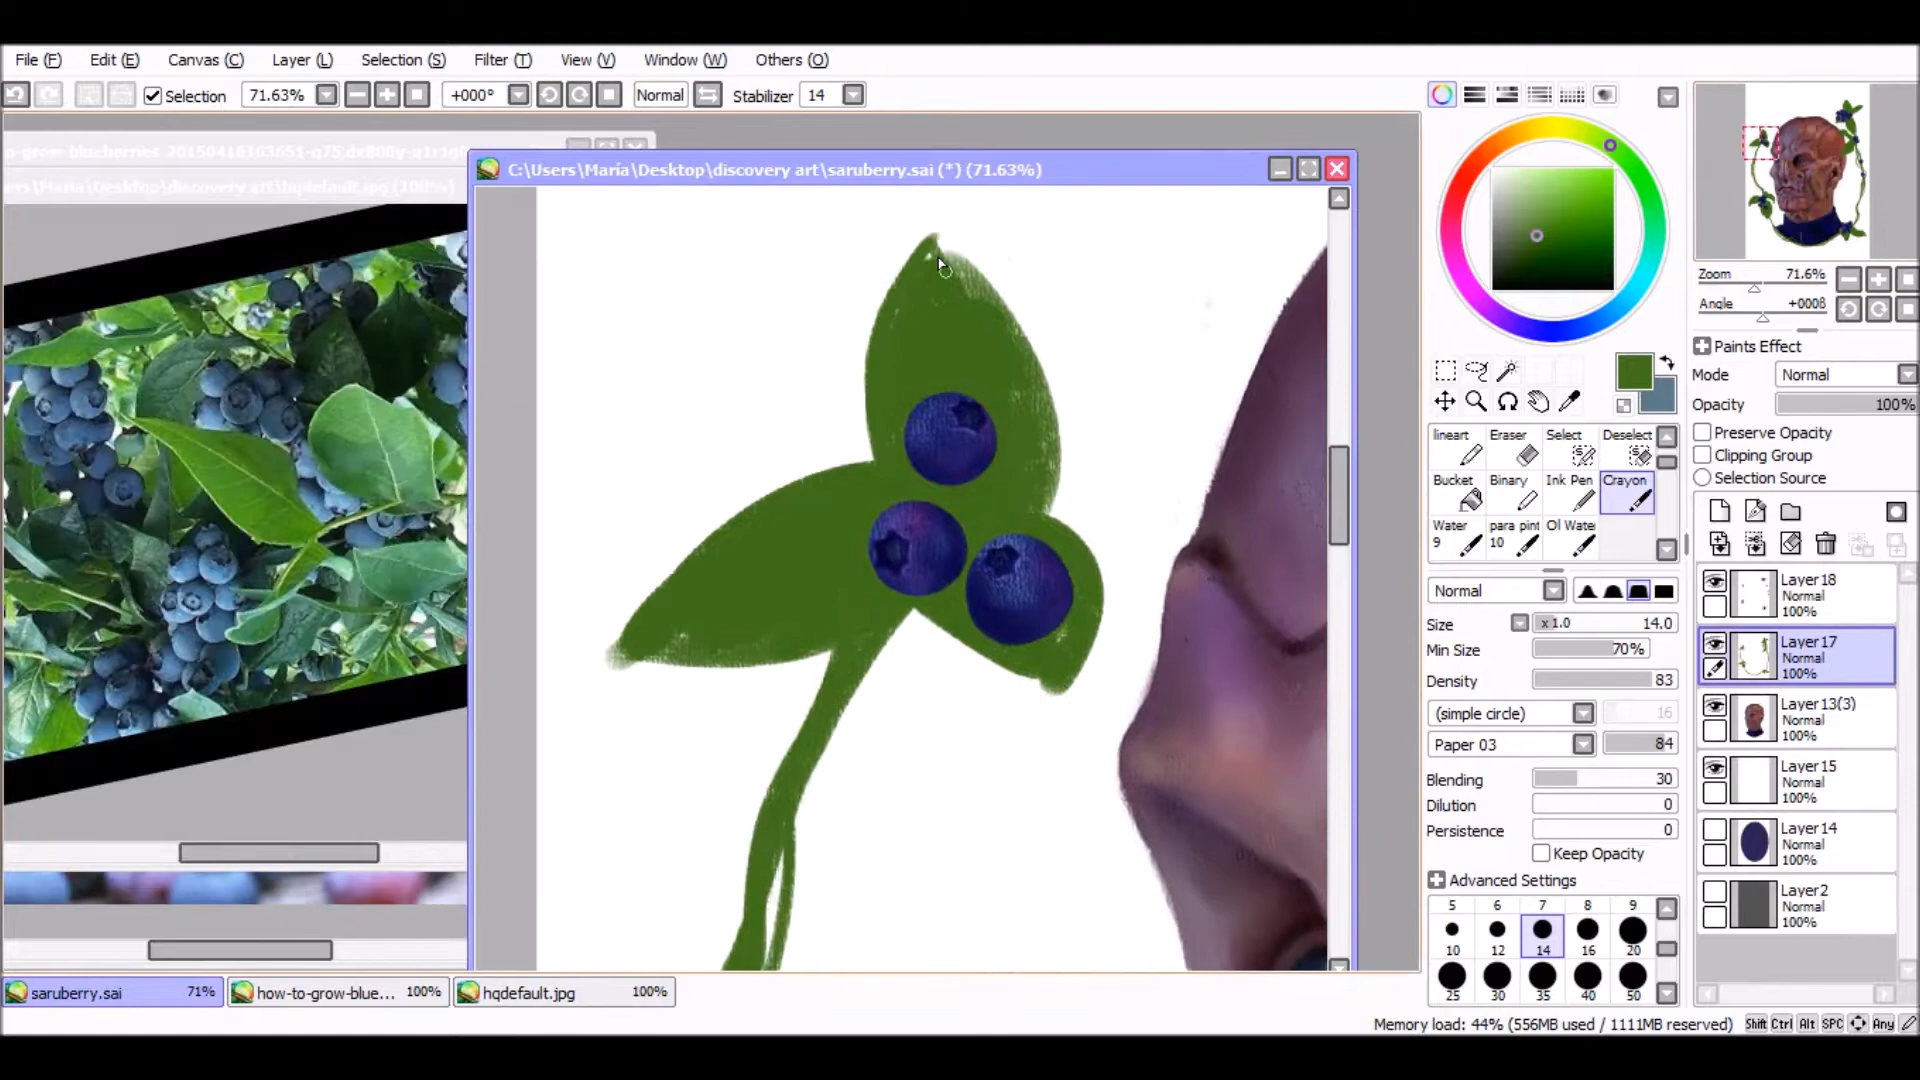 File (F) Edit (E) Canvas (C) Layer (L) Selection (S) Filter (T) View (V) Window (W) Others (O)
Selection 71.63% +000° Normal Stabilizer 14
C:\Users\María\Desktop\discovery art\saruberry.sai (*) (71.63%)
Zoom 71.6%
Angle
Paints Effect
Mode Normal
Opacity 100%
Preserve Opacity
Clipping Group
Selection Source
lineart Eraser Select Deselect
Bucket Binary Ink Pen Crayon
Water para pint Ol Wate
9 10
Normal
Size x 1.0 14.0
Min Size 70%
Density 83
(simple circle) 16
Paper 03 84
Blending 30
Dilution 0
Persistence 0
Keep Opacity
Advanced Settings
5 6 7 8 9
10 12 14 16 20
25 30 35 40 50
Layer18
Normal
100%
Layer17
Normal
100%
Layer13(3)
Normal
100%
Layer15
Normal
100%
Layer14
Normal
100%
Layer2
Normal
100%
saruberry.sai 71% how-to-grow-blue... 100% hqdefault.jpg 100%
Memory load: 44% (556MB used / 1111MB reserved) Shift Ctrl Alt SPC Any